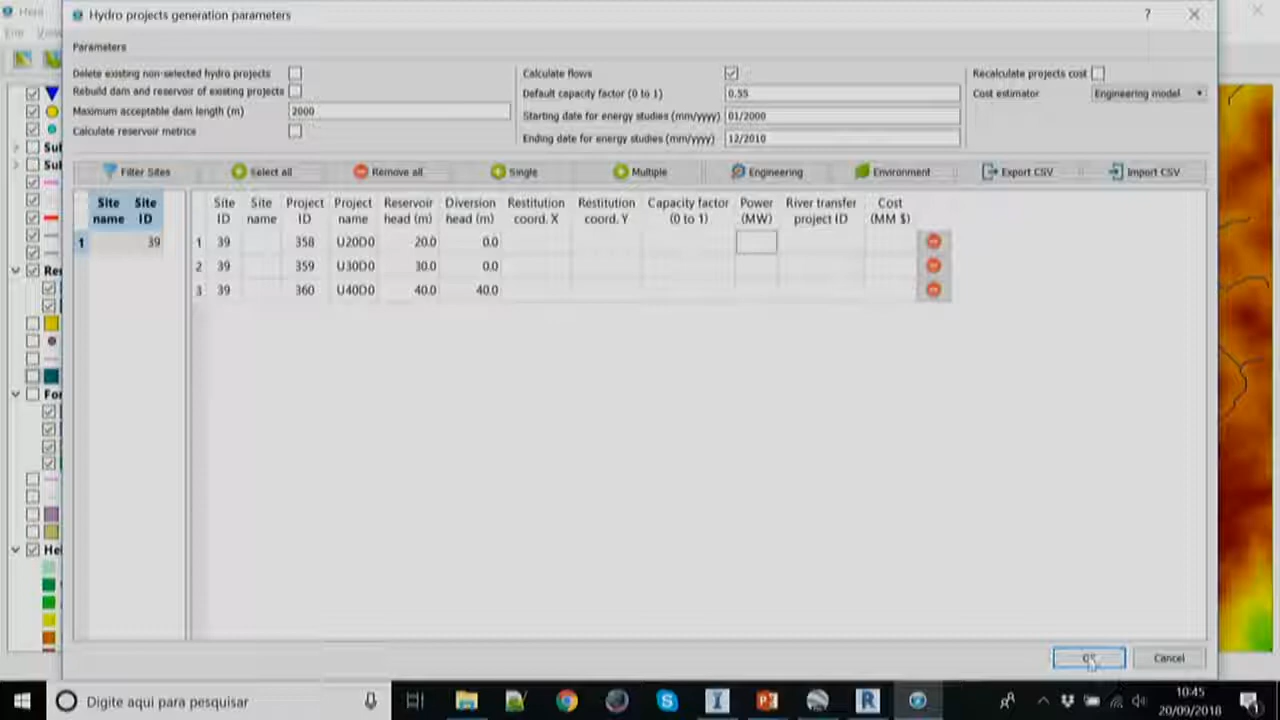 Hydro projects generation parameters
?
Parameters
Delete existing non-selected hydro projects
Rebuild dam and reservoir of existing projects
Maximum acceptable dam length (m) 2000
Calculate reservoir metrics
Calculate flows
Default capacity factor (0 to 1) 0.55
Starting date for energy studies (mm/yyyy) 01/2000
Ending date for energy studies (mm/yyyy) 12/2010
Recalculate projects cost
Cost estimator Engineering model
Filter Sites Select all Remove all Single Multiple Engineering Environment Export CSV Import CSV
Site name Site ID
1 39
Site ID Site name Project ID Project name Reservoir head (m) Diversion head (m) Restitution coord. X Restitution coord. Y Capacity factor (0 to 1) Power (MW) River transfer project ID Cost (MM $)
1 39 358 U20D0 20.0 0.0
2 39 359 U30D0 30.0 0.0
3 39 360 U40D0 40.0 40.0
Cancel
Digite aqui para pesquisar
10:45
20/09/2018